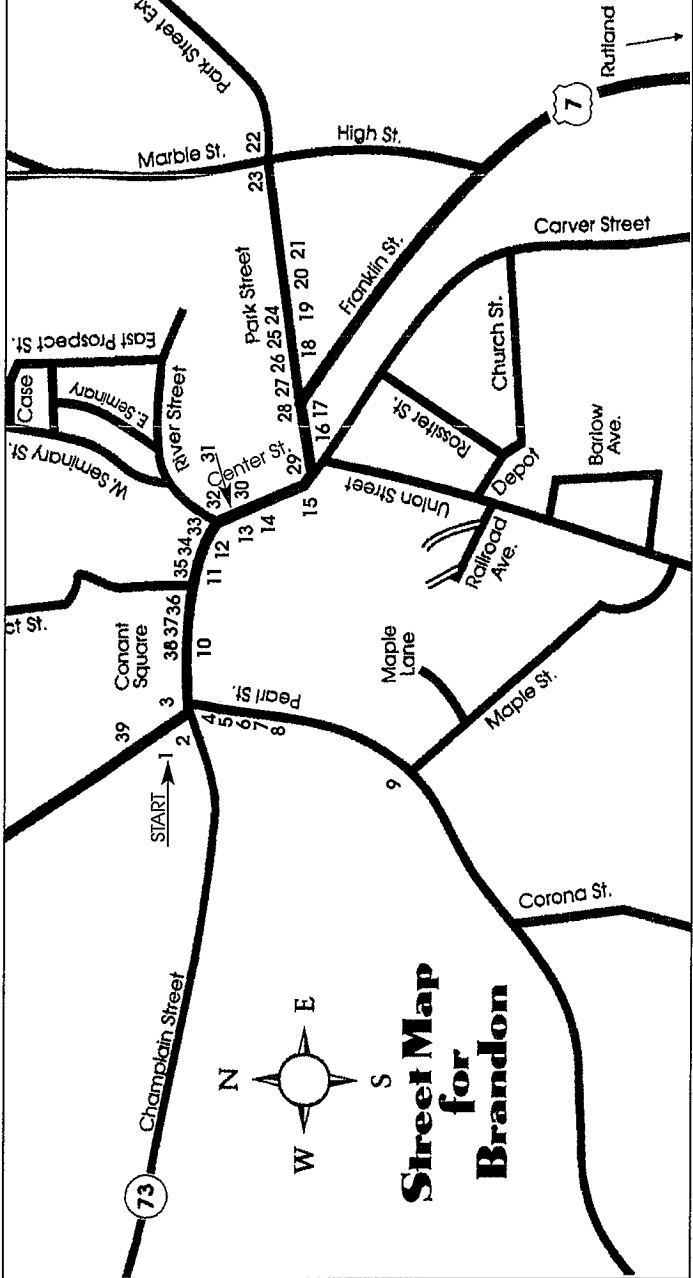 Park Street Ext
Marble St.
22
23
High St.
7
Rutland
Carver Street
Franklin St.
Park Street
21
20
19
18
24
25
26
27
28
17
16
29
15
East Prospect St.
Case
E. Seminary
W. Seminary St.
River Street
31
Center St.
30
32
33
34
35
12
13
14
11
36
37
38
10
ct St.
Conant
Square
Church St.
Rossiter St.
Depot
Union Street
Barlow
Ave.
Railroad
Ave.
Maple
Lane
Maple St.
Pearl St.
3
39
1
2
START
4
5
6
7
8
9
Corona St.
Champlain Street
73
N
E
S
W
Street Map
for
Brandon